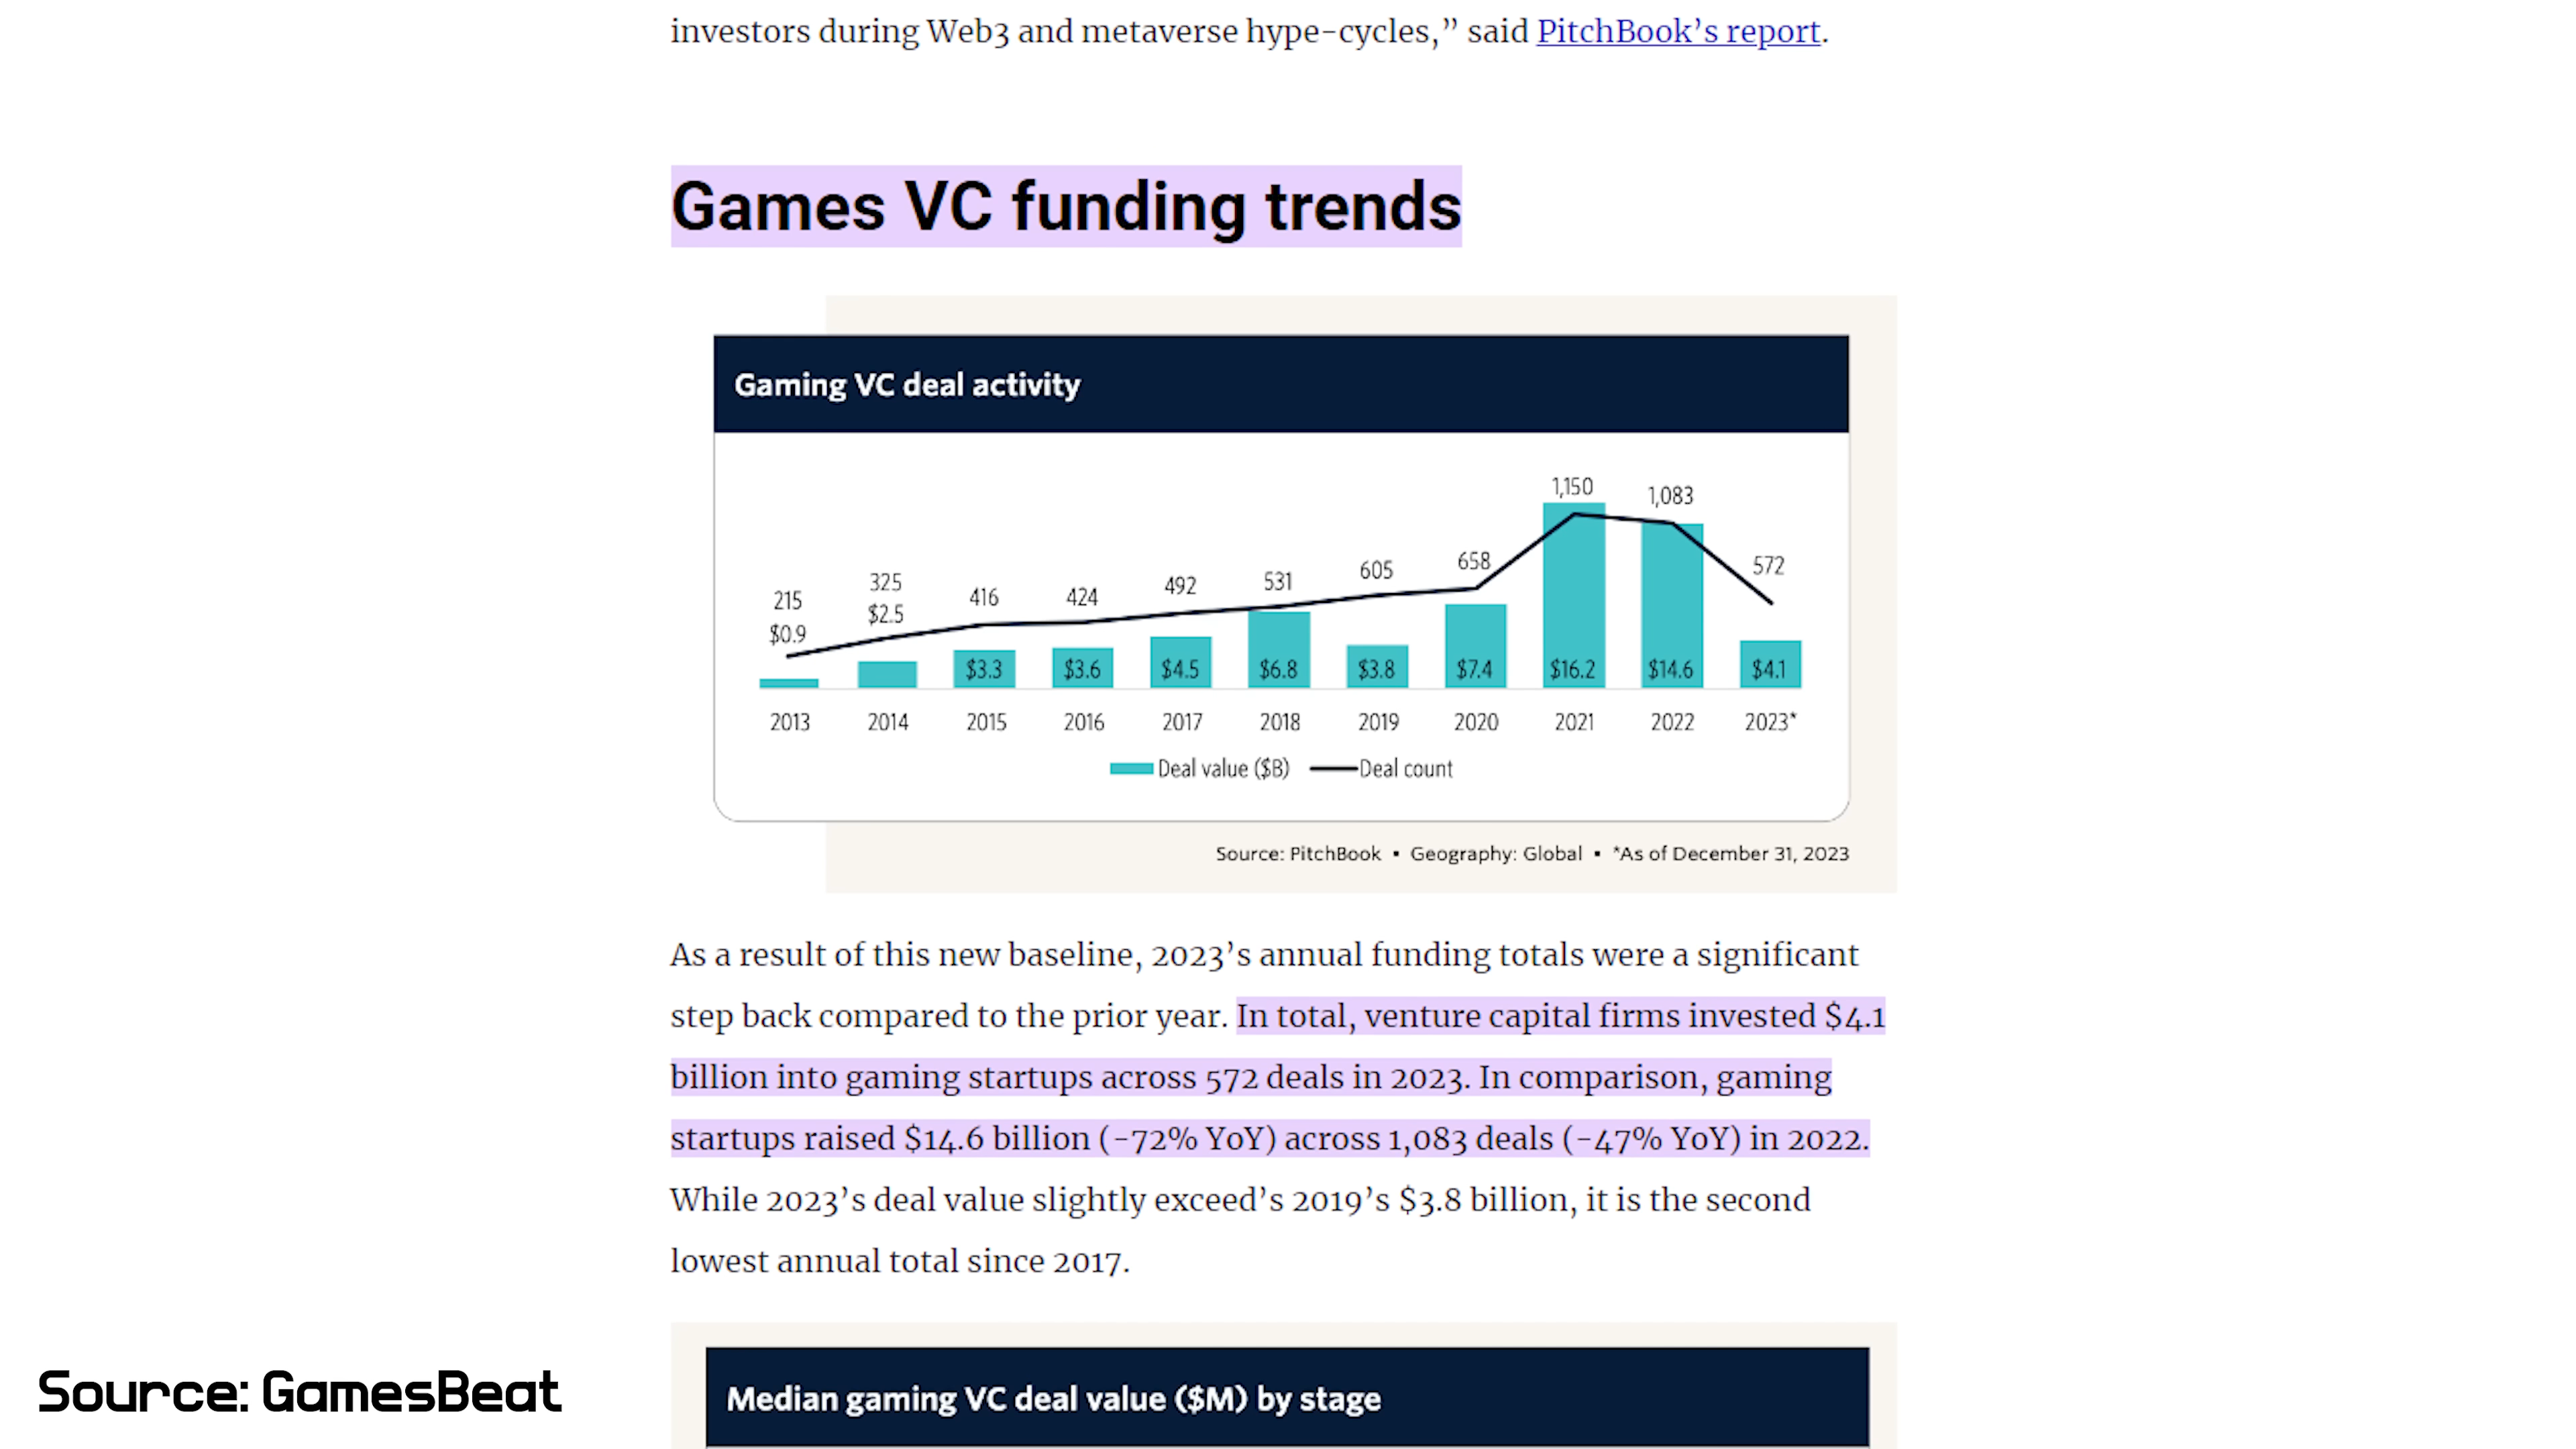 investors during Web3 and metaverse hype-cycles,” said PitchBook’s report.
Games VC funding trends
Gaming VC deal activity
1,150
1,083
658
572
605
325
531
492
215
416
424
$2.5
$0.9
$3.3
$3.6
$4.5
$6.8
$3.8
$7.4
$16.2
$14.6
$4.1
2013 2014 2015 2016 2017 2018 2019 2020 2021 2022 2023*
Deal value ($B) Deal count
Source: PitchBook ▪ Geography: Global ▪ *As of December 31, 2023
As a result of this new baseline, 2023’s annual funding totals were a significant
step back compared to the prior year. In total, venture capital firms invested $4.1
billion into gaming startups across 572 deals in 2023. In comparison, gaming
startups raised $14.6 billion (-72% YoY) across 1,083 deals (-47% YoY) in 2022.
While 2023’s deal value slightly exceed’s 2019’s $3.8 billion, it is the second
lowest annual total since 2017.
Median gaming VC deal value ($M) by stage
Source: GamesBeat